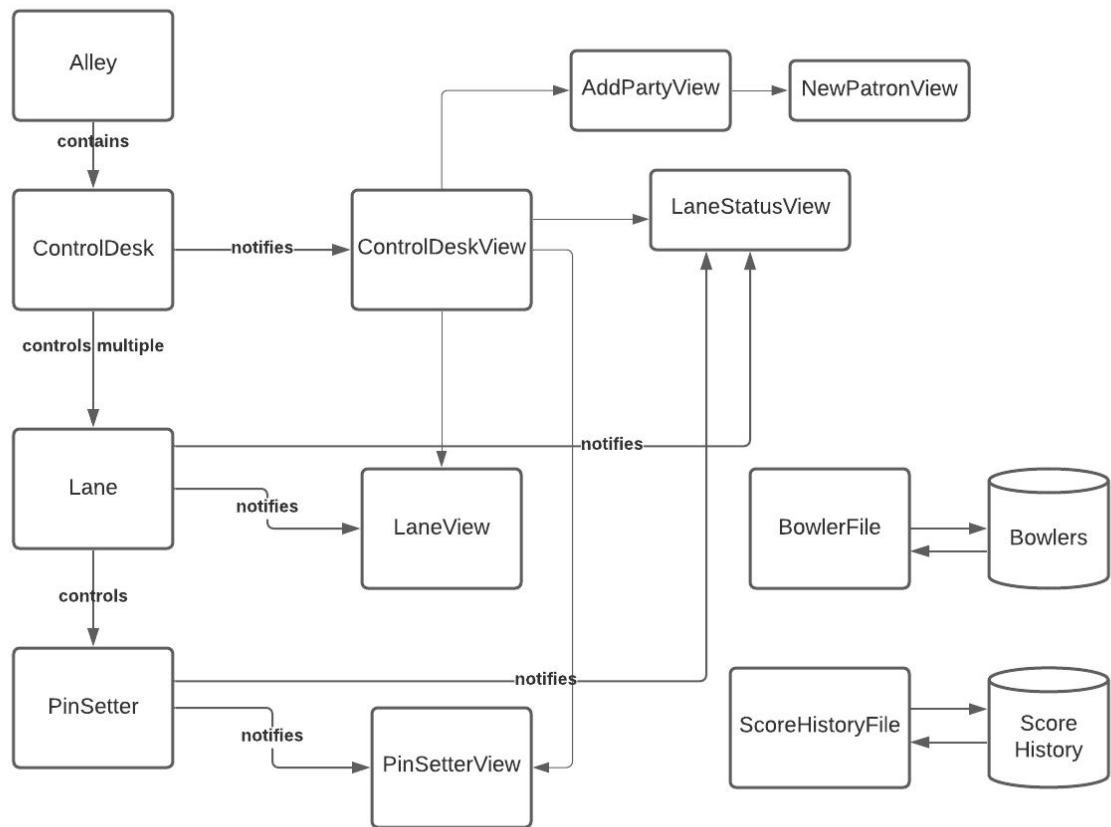 Alley
AddPartyView
NewPatronView
contains
LaneStatusView
ControlDesk
notifies
ControlDeskView
controls multiple
notifies
Lane
notifies
LaneView
BowlerFile
Bowlers
controls
notifies
PinSetter
notifies
PinSetterView
ScoreHistoryFile
Score
History